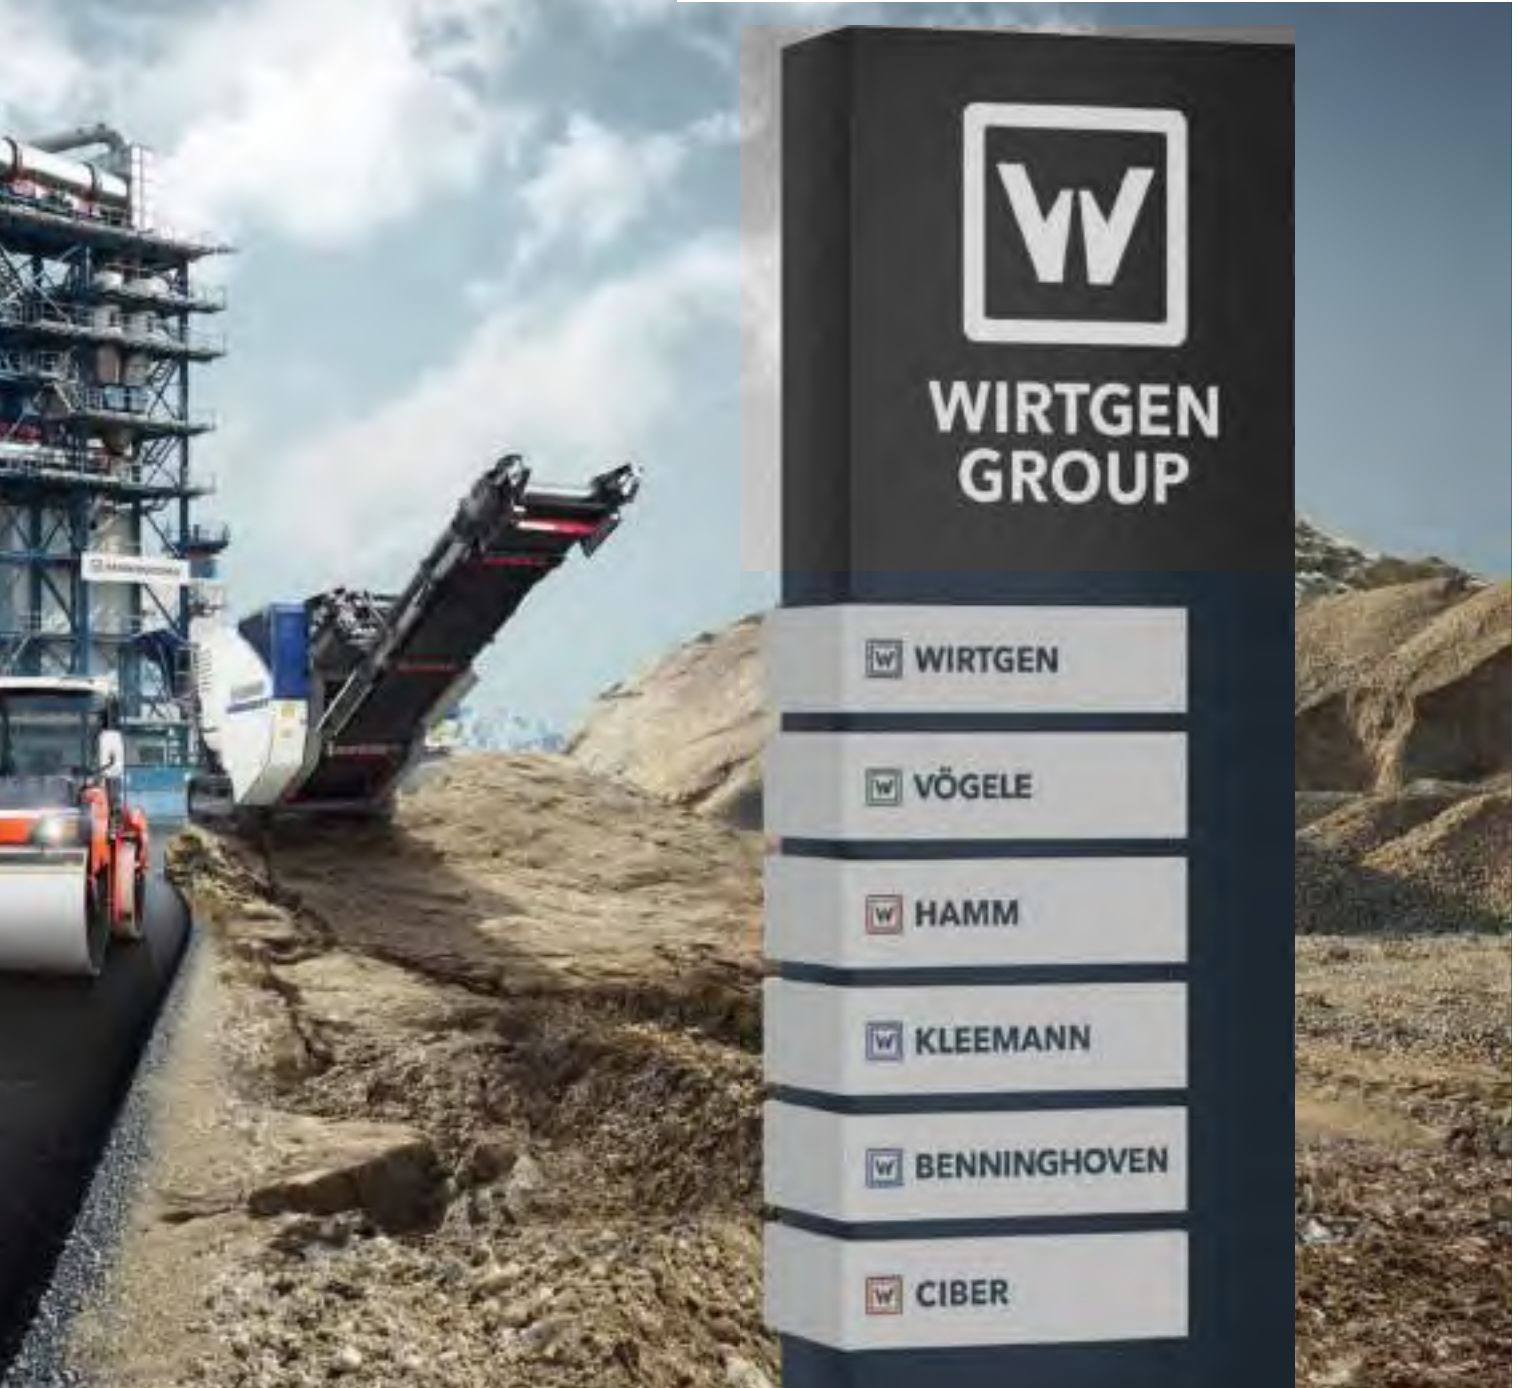 W
WIRTGEN
GROUP
W WIRTGEN
W VÖGELE
W HAMM
W KLEEMANN
W BENNINGHOVEN
W CIBER